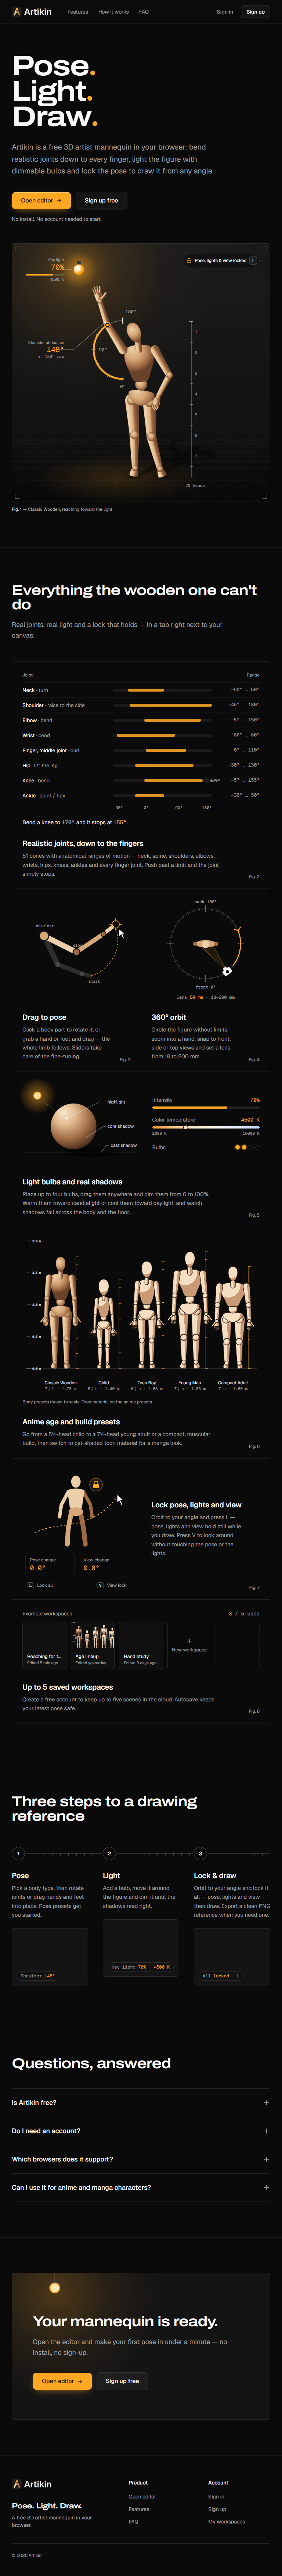 Artikin
Features
How it works
FAQ
Sign in
Sign up
Pose.
Light.
Draw.
Artikin is a free 3D artist mannequin in your browser: bend
realistic joints down to every finger, light the figure with
dimmable bulbs and lock the pose to draw it from any angle.
Open editor →
Sign up free
No install. No account needed to start.
Key light
70%
4500 K
Pose, lights & view locked L
180°
Shoulder abduction
148°
of 180° max
90°
0°
1
2
3
4
5
6
7
7½ heads
Fig. 1 — Classic Wooden, reaching toward the light
Everything the wooden one can't
do
Real joints, real light and a lock that holds — in a tab right next to your
canvas.
Joint
Range
Neck · turn
Shoulder · raise to the side
Elbow · bend
Wrist · bend
Finger, middle joint · curl
0° … 110°
Hip · lift the leg
Knee · bend
170°
Ankle · point / flex
0°
90°
180°
Bend a knee to 170° and it stops at 155°.
Realistic joints, down to the fingers
51 bones with anatomical ranges of motion — neck, spine, shoulders, elbows,
wrists, hips, knees, ankles and every finger joint. Push past a limit and the joint
simply stops.
Fig. 2
shoulder
start
Drag to pose
Click a body part to rotate it, or
grab a hand or foot and drag — the
whole limb follows. Sliders take
care of the fine-tuning.
Fig. 3
back 180°
front 0°
lens 50 mm · 18–200 mm
360° orbit
Circle the figure without limits,
zoom into a hand, snap to front,
side or top views and set a lens
from 18 to 200 mm.
Fig. 4
highlight
core shadow
cast shadow
Intensity
70%
Color temperature
4500 K
Bulbs
Light bulbs and real shadows
Place up to four bulbs, drag them anywhere and dim them from 0 to 100%.
Warm them toward candlelight or cool them toward daylight, and watch
shadows fall across the body and the floor.
Fig. 5
Classic Wooden
7½ h · 1.75 m
Child
Teen Boy
Young Man
Compact Adult
Body presets drawn to scale. Toon material on the anime presets.
Anime age and build presets
Go from a 5½-head child to a 7½-head young adult or a compact, muscular
build, then switch to cel-shaded toon material for a manga look.
Fig. 6
Pose change
0.0°
View change
0.0°
L Lock all
V View lock
Lock pose, lights and view
Orbit to your angle and press L —
pose, lights and view hold still while
you draw. Press V to look around
without touching the pose or the
lights.
Fig. 7
Example workspaces
3 / 5 used
Reaching for t…
Edited 5 min ago
Age lineup
Edited yesterday
Hand study
Edited 3 days ago
+
New workspace
Up to 5 saved workspaces
Create a free account to keep up to five scenes in the cloud. Autosave keeps
your latest pose safe.
Fig. 8
Three steps to a drawing
reference
1
2
3
Pose
Pick a body type, then rotate
joints or drag hands and feet
into place. Pose presets get
you started.
Shoulder 148°
Light
Add a bulb, move it around
the figure and dim it until the
shadows read right.
Key light 70% · 4500 K
Lock & draw
Orbit to your angle and lock it
all — pose, lights and view —
then draw. Export a clean PNG
reference when you need one.
All locked · L
Questions, answered
Is Artikin free?
Do I need an account?
Which browsers does it support?
Can I use it for anime and manga characters?
Your mannequin is ready.
Open the editor and make your first pose in under a minute — no
install, no sign-up.
Open editor →
Sign up free
Artikin
Pose. Light. Draw.
A free 3D artist mannequin in your
browser.
Product
Open editor
Features
FAQ
Account
Sign in
Sign up
My workspaces
© 2026 Artikin